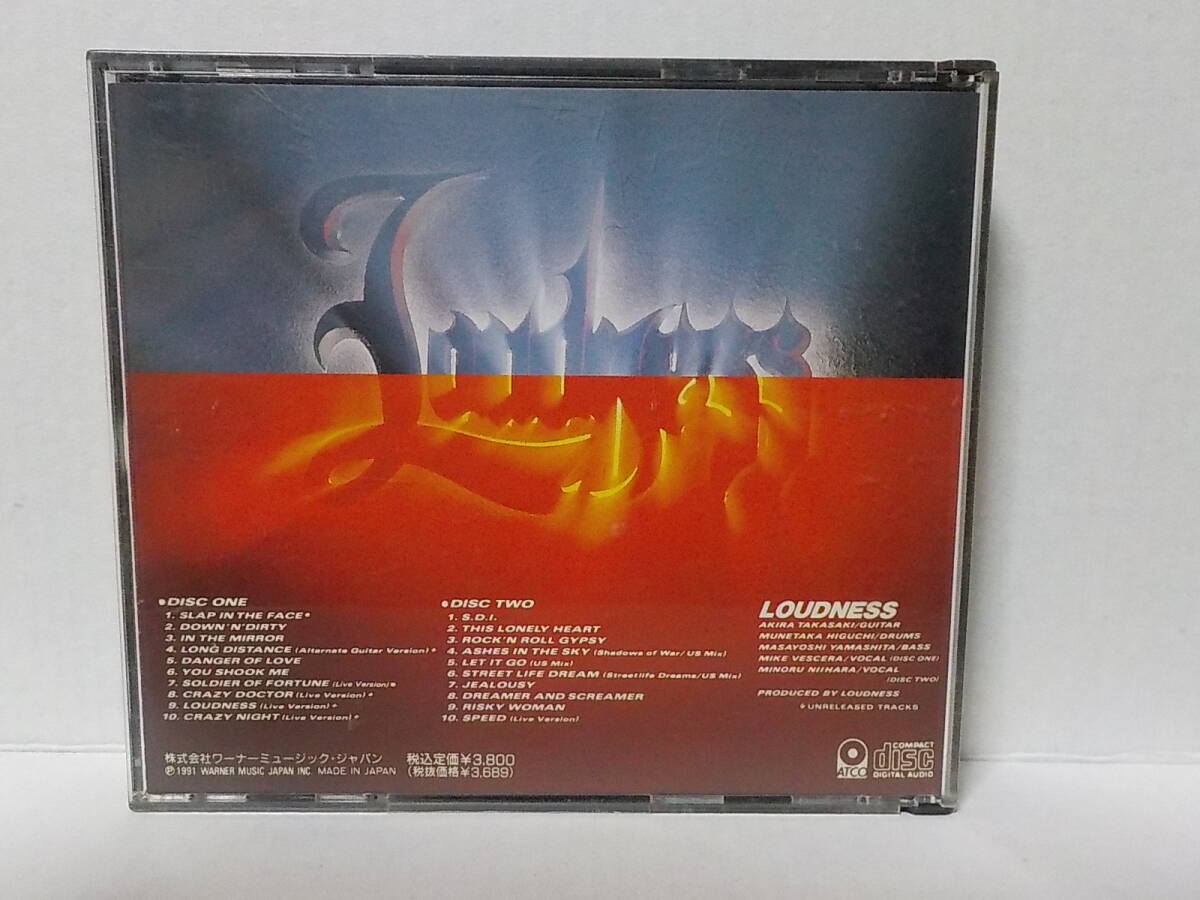 Loudness
●DISC ONE
1. SLAP IN THE FACE*
2. DOWN'N'DIRTY
3. IN THE MIRROR
4. LONG DISTANCE (Alternate Guitar Version)*
5. DANGER OF LOVE
6. YOU SHOOK ME
7. SOLDIER OF FORTUNE (Live Version)*
8. CRAZY DOCTOR (Live Version)*
9. LOUDNESS (Live Version)*
10. CRAZY NIGHT (Live Version)*
●DISC TWO
1. S.D.I.
2. THIS LONELY HEART
3. ROCK'N ROLL GYPSY
4. ASHES IN THE SKY (Shadows of War/US Mix)
5. LET IT GO (US Mix)
6. STREET LIFE DREAM (Streetlife Dreams/US Mix)
7. JEALOUSY
8. DREAMER AND SCREAMER
9. RISKY WOMAN
10. SPEED (Live Version)
LOUDNESS
AKIRA TAKASAKI/GUITAR
MUNETAKA HIGUCHI/DRUMS
MASAYOSHI YAMASHITA/BASS
MIKE VESCERA/VOCAL (DISC ONE)
MINORU NIIHARA/VOCAL
(DISC TWO)
PRODUCED BY LOUDNESS
*UNRELEASED TRACKS
株式会社ワーナーミュージック・ジャパン
℗1991 WARNER MUSIC JAPAN INC. MADE IN JAPAN
税込定価¥3,800
(税抜価格¥3,689)
ATCO
COMPACT
disc
DIGITAL AUDIO